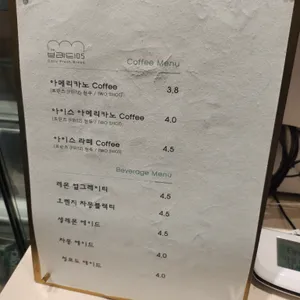 Coffee Menu
아메리카노 Coffee 3.8
아이스 아메리카노 Coffee 4.0
아이스 라떼 Coffee 4.5
Beverage Menu
레몬 얼그레이티 4.5
오렌지 자몽블랙티 4.5
생레몬 에이드 4.5
자몽 에이드 4.0
청포도 에이드 4.0